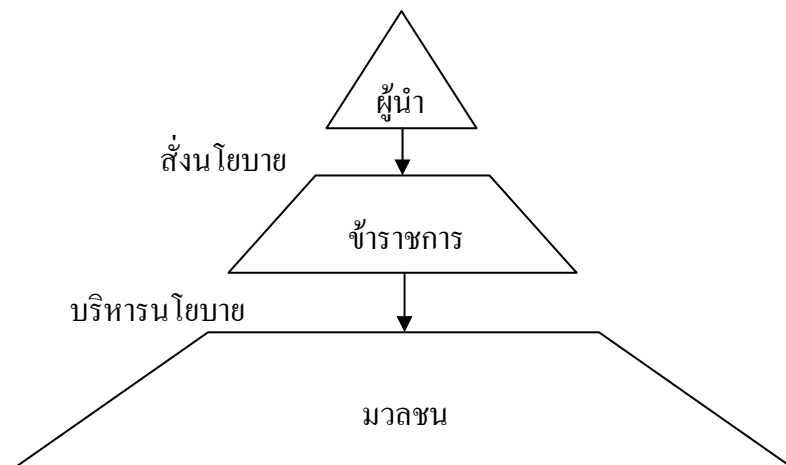 ผู้นำ
สั่งนโยบาย
ข้าราชการ
บริหารนโยบาย
มวลชน